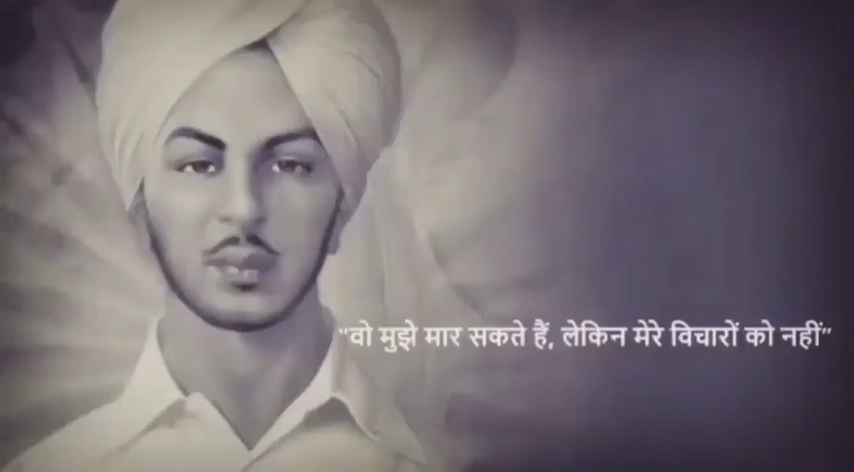 "वो मुझे मार सकते हैं, लेकिन मेरे विचारों को नहीं"